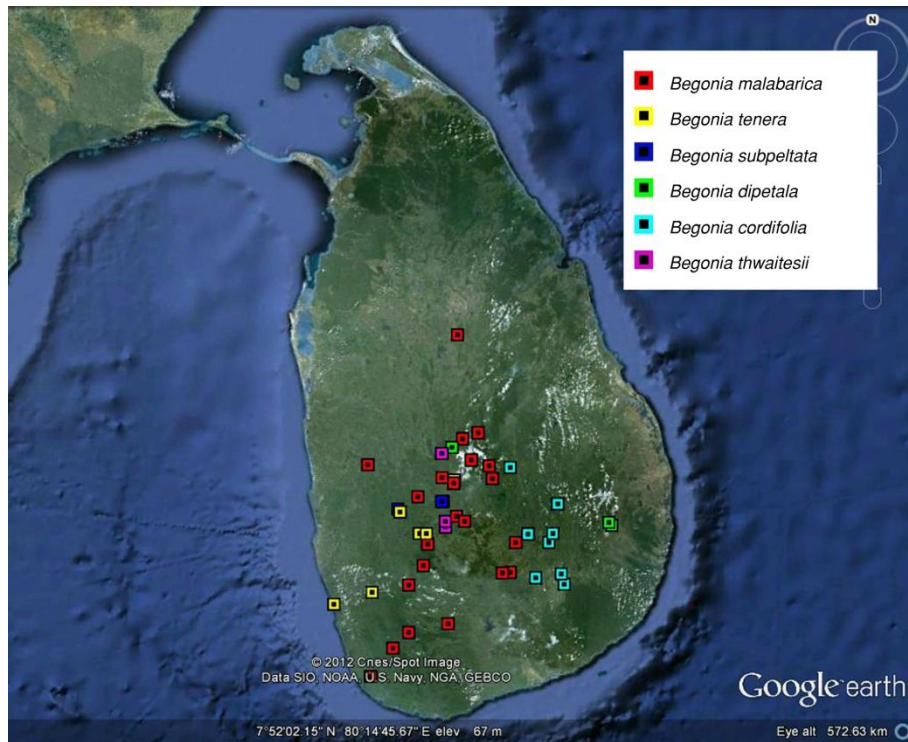 N
Begonia malabarica
Begonia tenera
Begonia subpeltata
Begonia dipetala
Begonia cordifolia
Begonia thwaitesii
© 2012 Cnes/Spot Image
Data SIO, NOAA, U.S. Navy, NGA, GEBCO
Google earth
7°52'02.15" N 80°14'45.67" E elev 67 m
Eye alt 572.63 km